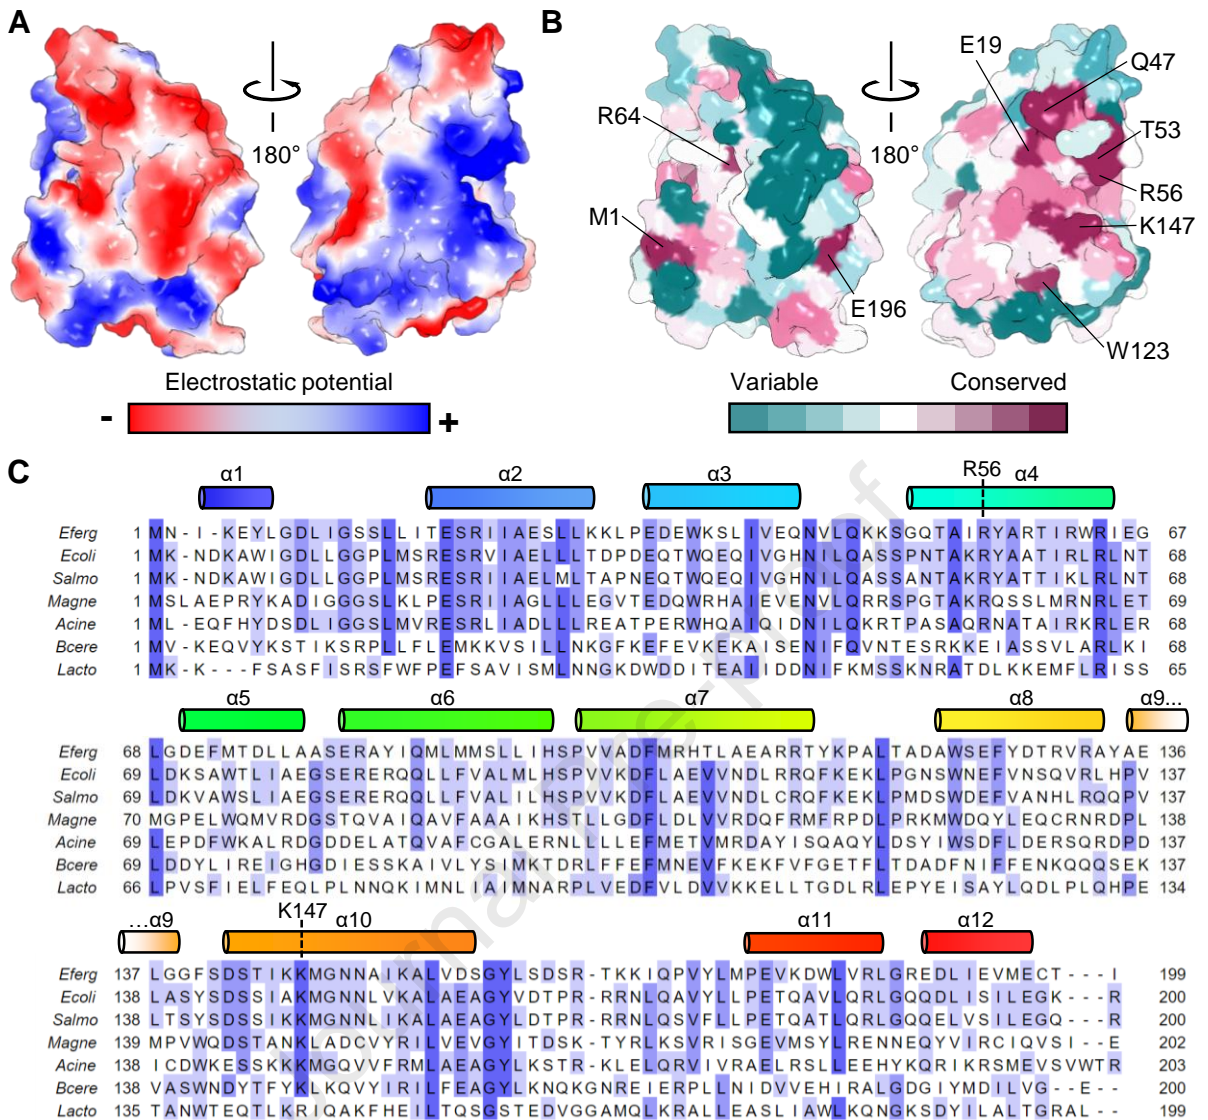 A
B
180°
Electrostatic potential
-
+
R64
M1
180°
E196
E19
Q47
T53
R56
K147
W123
Variable Conserved
C
α1 α2 α3 R56 α4
Eferg 1 MN-I-KEYLGDLIGSSLLITESRIIAESLLKKLPEDEWKSLIVEQNVLQKKSGQTAIRYARTIRWRIEG 67
Ecoli 1 MK-NDKAWIGDLLGGPLMSRESRVIAELLLTDPDEQTWQEQIVGHNILQASSPNTAKRYAATIRLRLNT 68
Salmo 1 MK-NDKAWIGDLLGGPLMSRESRIIAELMLTAPNEQTWQEQIVGHNILQASSANTAKRYATTIKLRLNT 68
Magne 1 MSLAEPRYKADIGGGSLKLPESRIIAGLLLEGVTEDQWRHAIEVENVLQRRSPGTAKRQSSLMRNRLET 69
Acine 1 ML-EQFHYDSDLIGGSLMVRESRLIADLLLREATPERWHQAIQIDNILQKRTPASAQRNATAIRKRLER 68
Bcere 1 MV-KEQVYKSTIKSRPLLFLEMKKVSILLNKGFKEFEVKEKAISENIFQVNTESRKKEIASSVLARLKI 68
Lacto 1 MK-K---FSASFISRSFWFPEFSAVISMLNNGKDWDDITEAIIDDNIFKMSSKNRATDLKKEMFLRISS 65
α5 α6 α7 α8 α9...
Eferg 68 LGDEFMTDLLAASERAYIQMLMMSLLIHSPVVADFMRHTLAEARRTYKPALTADAWSEFYDTRVRAYAE 136
Ecoli 69 LDKSAWTLIAEGSERERQQLLFVALMLHSPVVKDFLAEVVNDLRRQFKEKLPGNSWNEFVNSQVRLHPV 137
Salmo 69 LDKVAWSLIAEGSERERQQLLFVALILHSPVVKDFLAEVVNDLCRQFKEKLPMDSWDEFVANHLRQQPV 137
Magne 70 MGPELWQMVRDGSTQVAIQAVFAAAIKHSTLLGDFLDLVVRDQFRMFRPDLPRKMWDQYLEQCRNRDPL 138
Acine 69 LEPDFWKALRDGDDELATQVAFCGALERNLLLLEFMETVMRDAYISQAQYLDSYIWSDFLDERSQRDPD 137
Bcere 69 LDDYLIREIGHGDIESSKAIVLYSIMKTDRLFFEFMNEVFKEKFVFGETFLTDADFNIFFENKQQQSEK 137
Lacto 66 LPVSFIELFEQLPLNNQKIMNLIAIMNARPLVEDFVLDVVKKELLTGDLRLEPYEISAYLQDLPLQHPE 134
...α9 K147 α10 α11 α12
Eferg 137 LGGFSDSTIKKMGNNAIKALVDSGYLSDSR-TKKIQPVYLMPEVKDWLVRLGREDLIEVMECT---I 199
Ecoli 138 LASYSDSSIAKMGNNLVKALAEAGYVDTPR-RRNLQAVYLLPETQAVLQRLGQQDLISILEGK---R 200
Salmo 138 LTSYSDSSIKKMGNNLIKALAEAGYLDTPR-RRNLQSVFLLPETQATLQRLGQQELVSILEGQ---R 200
Magne 139 MPVWQDSTANKLADCVYRILVEVGYITDSK-TYRLKSVRISGEVMSYLRENNEQYVIRCIQVSI--E 202
Acine 138 ICDWKESSKKKMGQVVFRMLAEAGYLKSTR-KLELQRVIVRAELRSLLEEHYKQRIKRSMEVSVWTR 203
Bcere 138 VASWNDYTFYKLKQVYIRILFEAGYLKNQKGNREIERPLLNIDVVEHIRALGDGIYMDILVG--E-- 200
Lacto 135 TANWTEQTLKRIQAKFHEILTQSGSTEDVGGAMQLKRALLEASLIAWLKQNGKSDYILALTGRAL-- 199
Journal Pre-proof